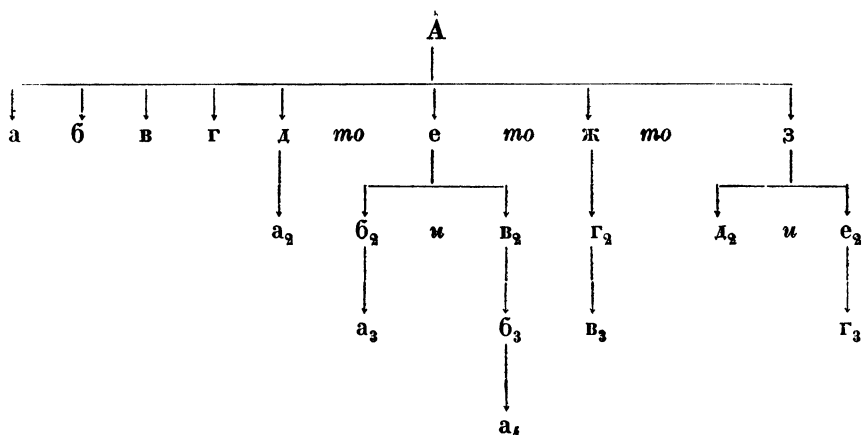 А
а б в г д то е то ж то з
а₂ б₂ и в₂ г₂ д₂ и е₂
а₃ б₃ в₃ г₃
а₄